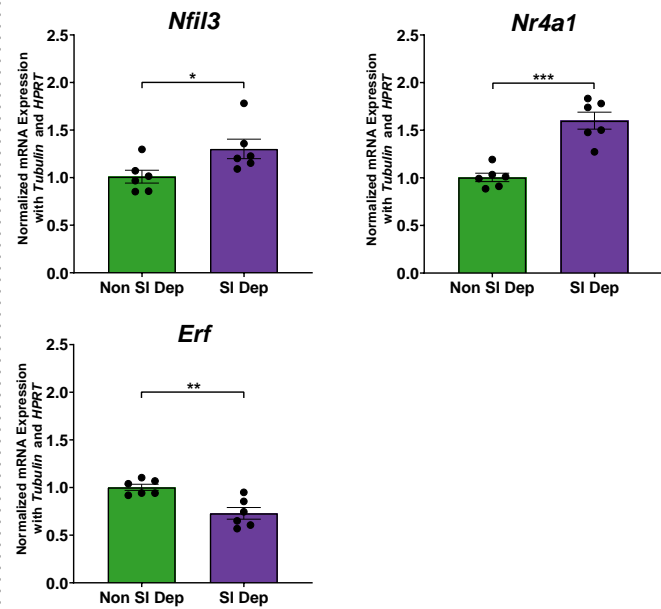 Nfil3
2.5
2.0
1.5
1.0
0.5
0.0
Normalized mRNA Expression
with Tubulin and HPRT
*
Non SI Dep SI Dep
Nr4a1
2.5
2.0
1.5
1.0
0.5
0.0
Normalized mRNA Expression
with Tubulin and HPRT
***
Non SI Dep SI Dep
Erf
2.5
2.0
1.5
1.0
0.5
0.0
Normalized mRNA Expression
with Tubulin and HPRT
**
Non SI Dep SI Dep